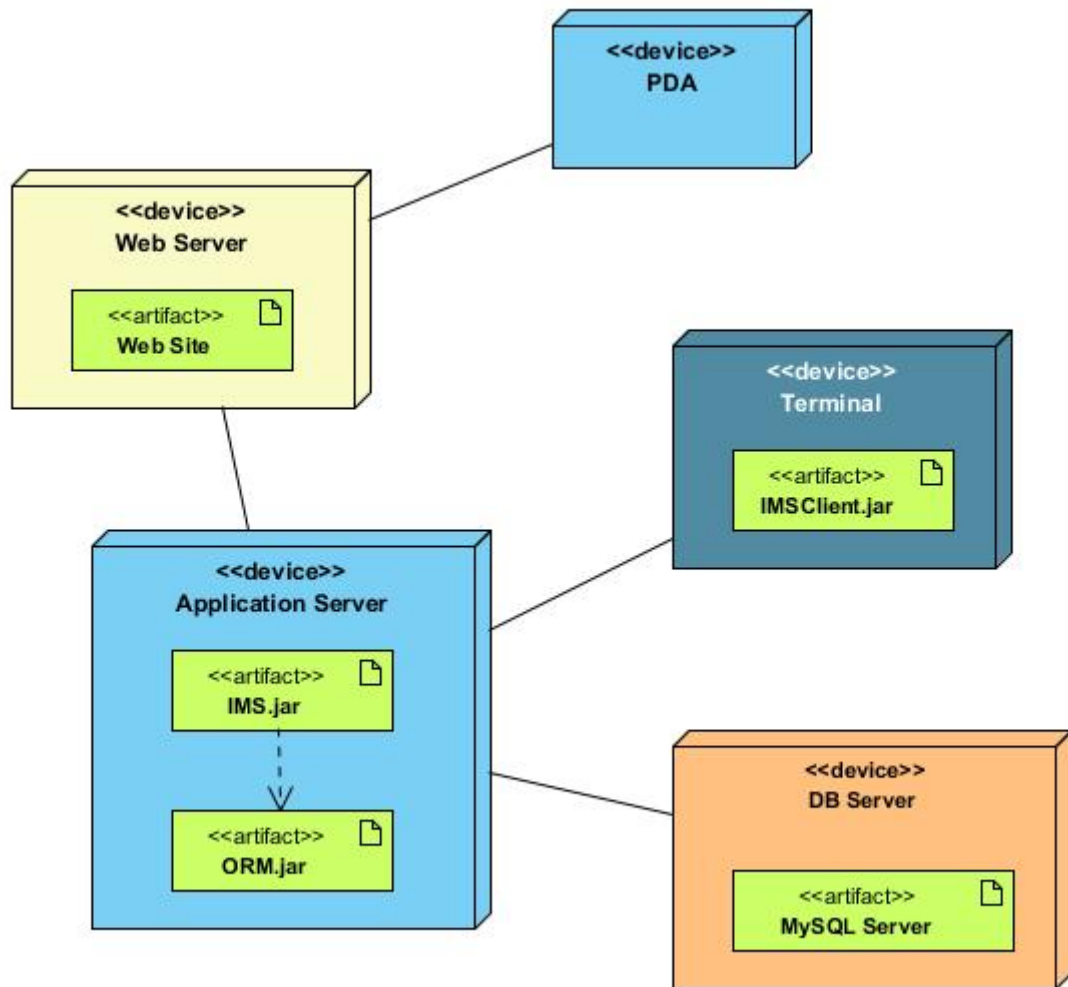 <<device>>
PDA
<<device>>
Web Server
<<artifact>>
Web Site
<<device>>
Terminal
<<artifact>>
IMSClient.jar
<<device>>
Application Server
<<artifact>>
IMS.jar
<<artifact>>
ORM.jar
<<device>>
DB Server
<<artifact>>
MySQL Server